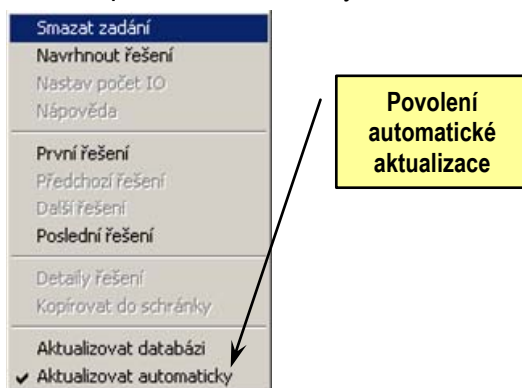 Smazat zadání
Navrhnout řešení
Nastav počet IO
Nápověda
První řešení
Předchozí řešení
Další řešení
Poslední řešení
Detaily řešení
Kopírovat do schránky
Aktualizovat databázi
Aktualizovat automaticky
Povolení
automatické
aktualizace